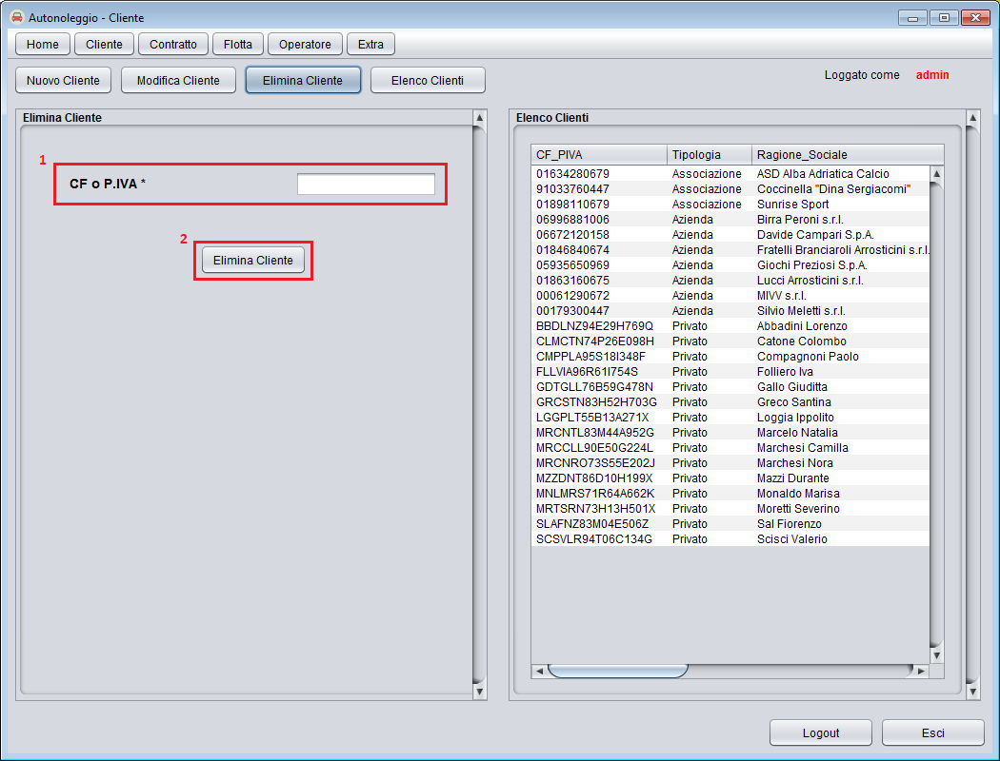 Autonoleggio - Cliente
Home Cliente Contratto Flotta Operatore Extra
Nuovo Cliente Modifica Cliente Elimina Cliente Elenco Clienti Loggato come admin
Elimina Cliente
1
CF o P.IVA *
2
Elimina Cliente
Elenco Clienti
CF_PIVA Tipologia Ragione_Sociale
01634280679 Associazione ASD Alba Adriatica Calcio
91033760447 Associazione Coccinella "Dina Sergiacomi"
01898110679 Associazione Sunrise Sport
06996881006 Azienda Birra Peroni s.r.l.
06672120158 Azienda Davide Campari S.p.A.
01846840674 Azienda Fratelli Branciaroli Arrosticini s.r.l.
05935650969 Azienda Giochi Preziosi S.p.A.
01863160675 Azienda Lucci Arrosticini s.r.l.
00061290672 Azienda MIVV s.r.l.
00179300447 Azienda Silvio Meletti s.r.l.
BBDLNZ94E29H769Q Privato Abbadini Lorenzo
CLMCTN74P26E098H Privato Catone Colombo
CMPPLA95S18I348F Privato Compagnoni Paolo
FLLVIA96R61I754S Privato Folliero Iva
GDTGLL76B59G478N Privato Gallo Giuditta
GRCSTN83H52H703G Privato Greco Santina
LGGPLT55B13A271X Privato Loggia Ippolito
MRCNTL83M44A952G Privato Marcelo Natalia
MRCCLL90E50G224L Privato Marchesi Camilla
MRCNRO73S55E202J Privato Marchesi Nora
MZZDNT86D10H199X Privato Mazzi Durante
MNLMRS71R64A662K Privato Monaldo Marisa
MRTSRN73H13H501X Privato Moretti Severino
SLAFNZ83M04E506Z Privato Sal Fiorenzo
SCSVLR94T06C134G Privato Scisci Valerio
Logout Esci